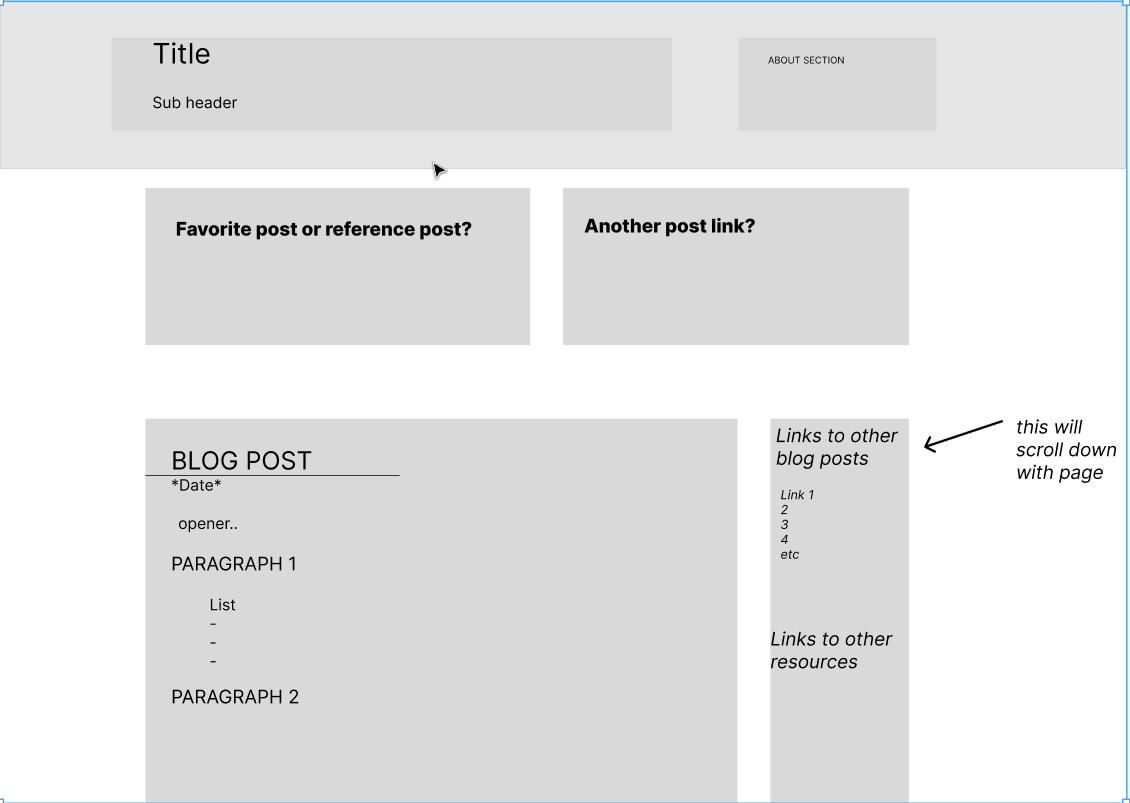 Title
ABOUT SECTION
Sub header
Favorite post or reference post?
Another post link?
BLOG POST
*Date*
opener..
PARAGRAPH 1
List
-
-
-
PARAGRAPH 2
Links to other
blog posts
Link 1
2
3
4
etc
Links to other
resources
this will
scroll down
with page